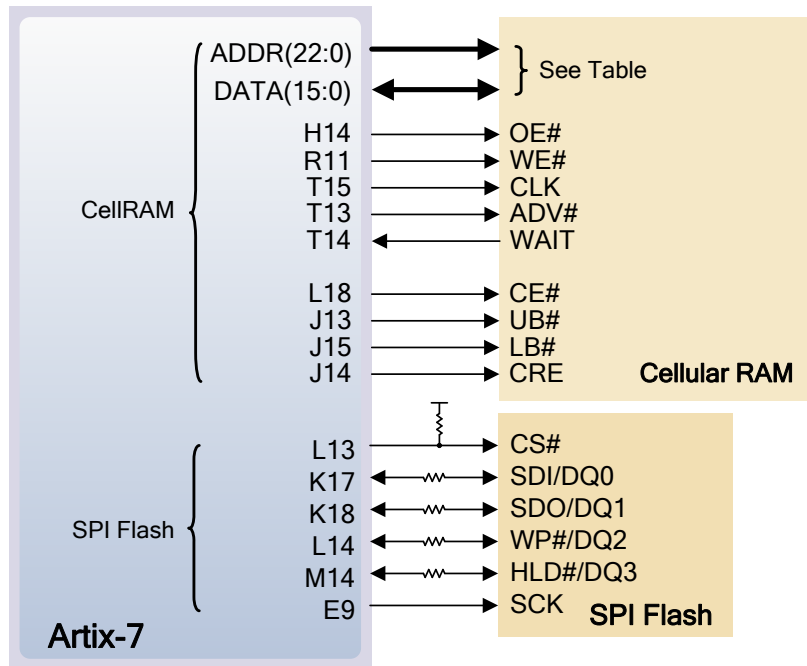 ADDR(22:0)
DATA(15:0)
See Table
H14 OE#
R11 WE#
T15 CLK
CellRAM T13 ADV#
T14 WAIT
L18 CE#
J13 UB#
J15 LB#
J14 CRE
Cellular RAM
L13 CS#
K17 SDI/DQ0
K18 SDO/DQ1
SPI Flash L14 WP#/DQ2
M14 HLD#/DQ3
E9 SCK
SPI Flash
Artix-7